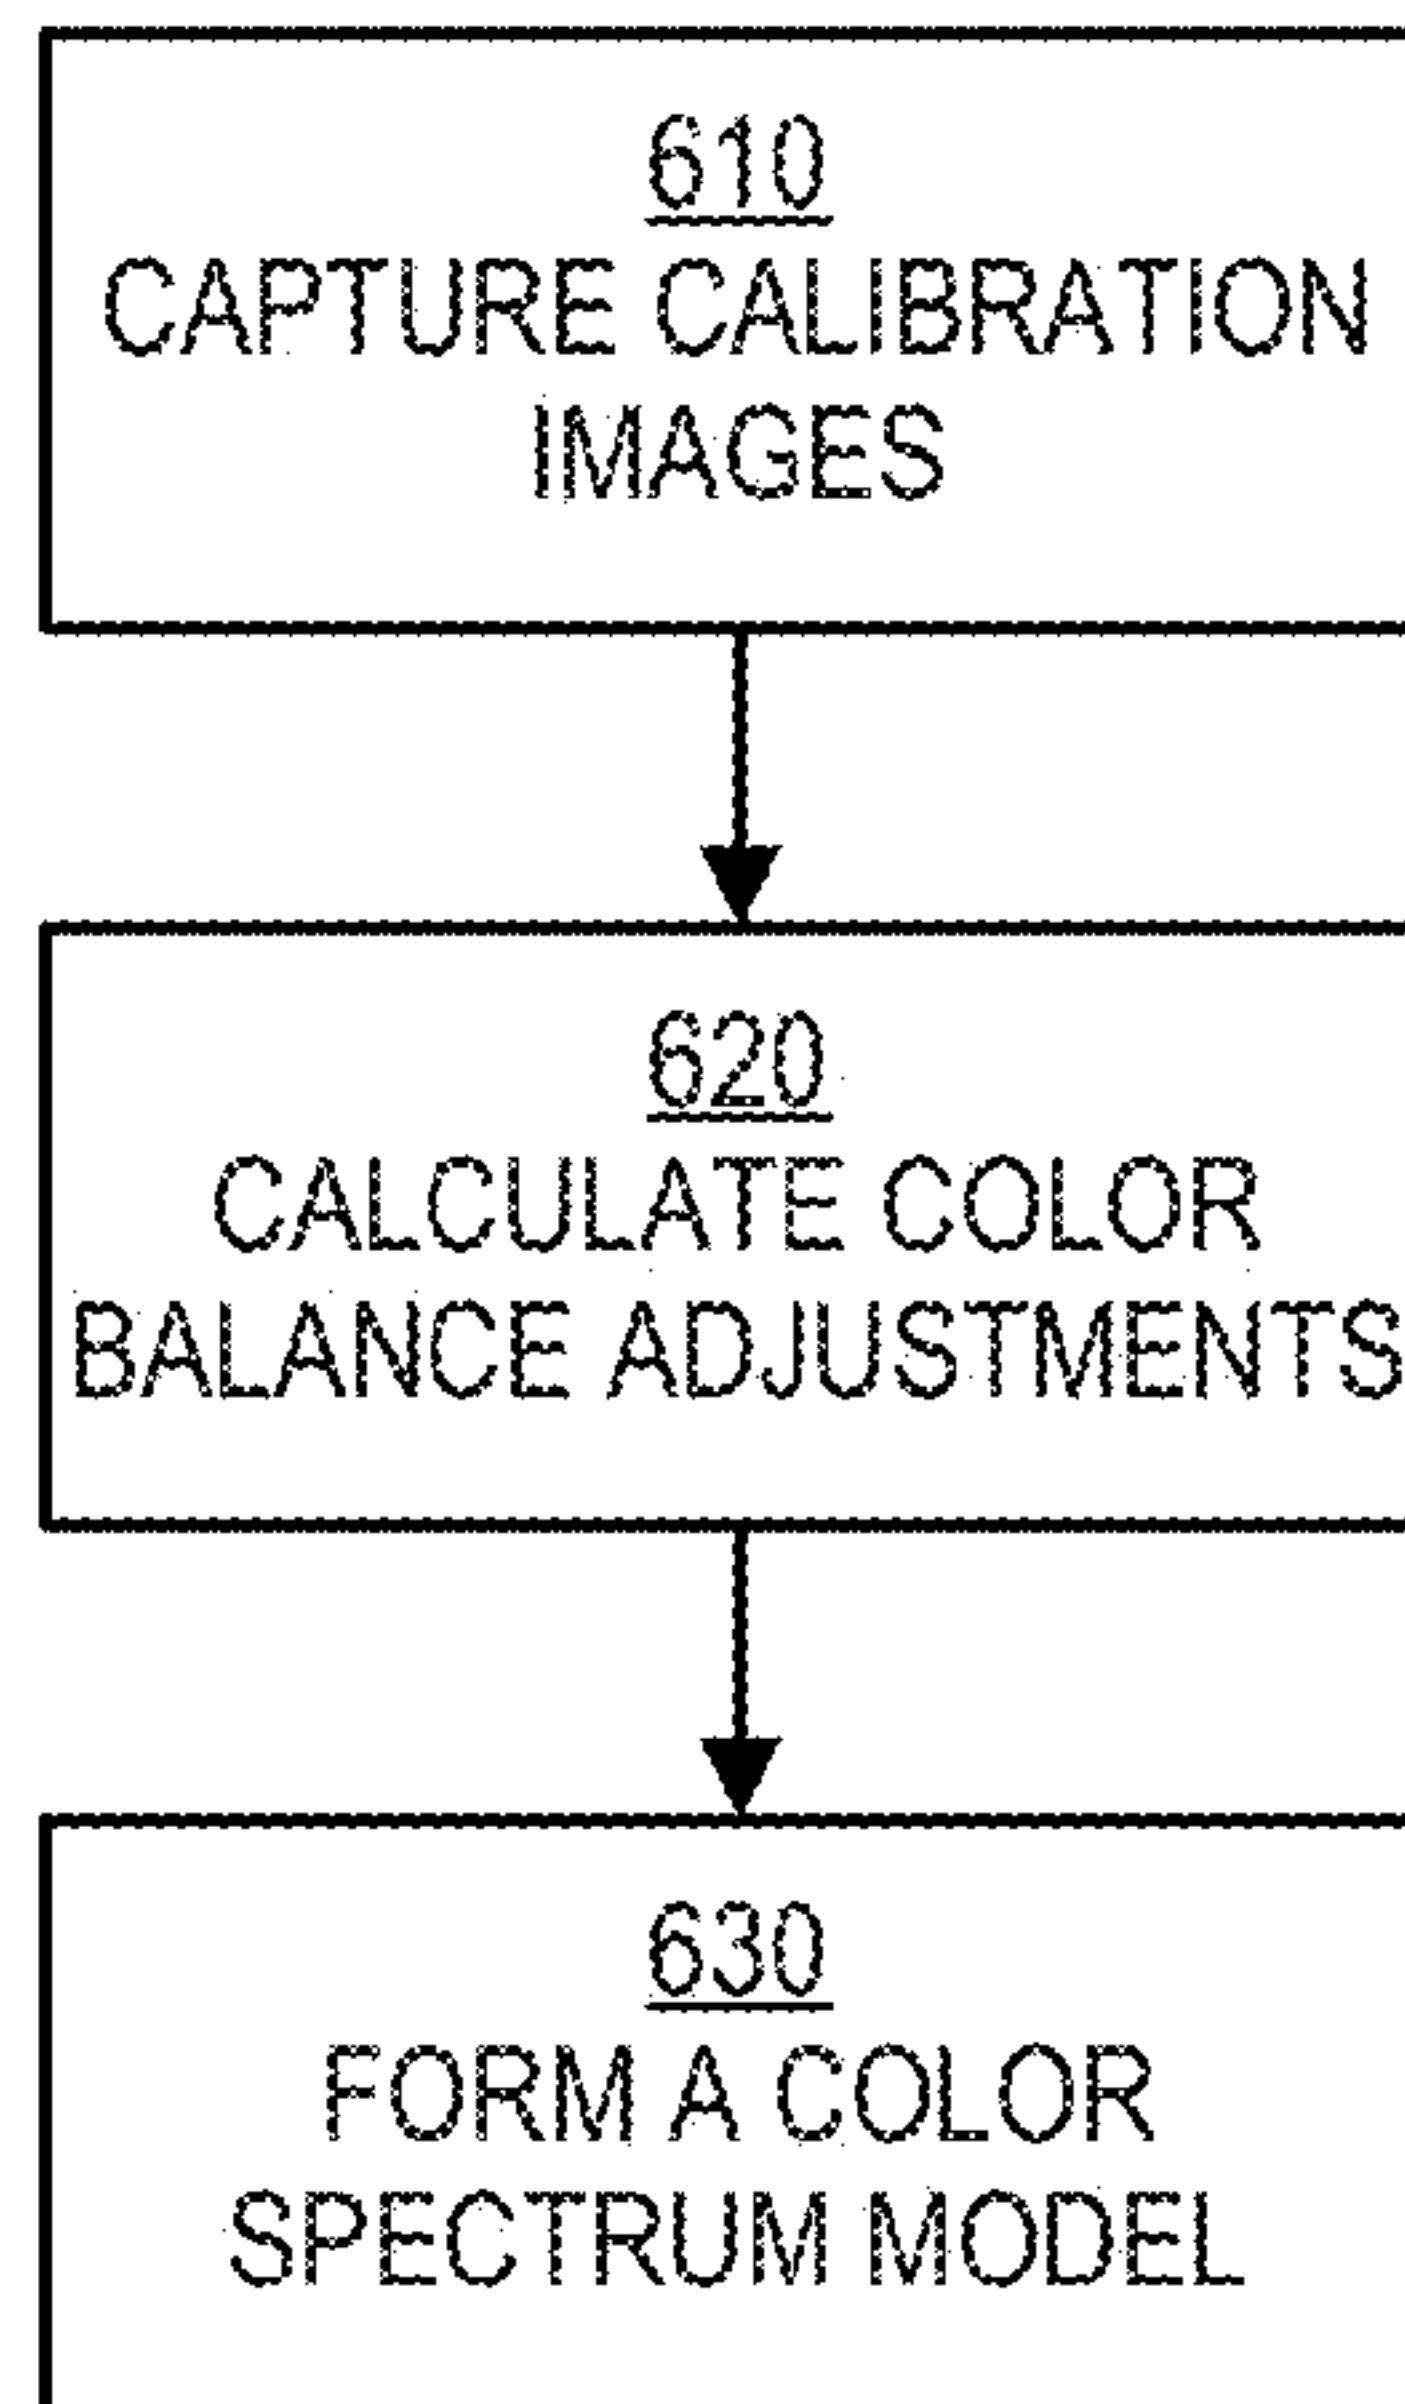 610
CAPTURE CALIBRATION
IMAGES
620
CALCULATE COLOR
BALANCE ADJUSTMENTS
630
FORM A COLOR
SPECTRUM MODEL